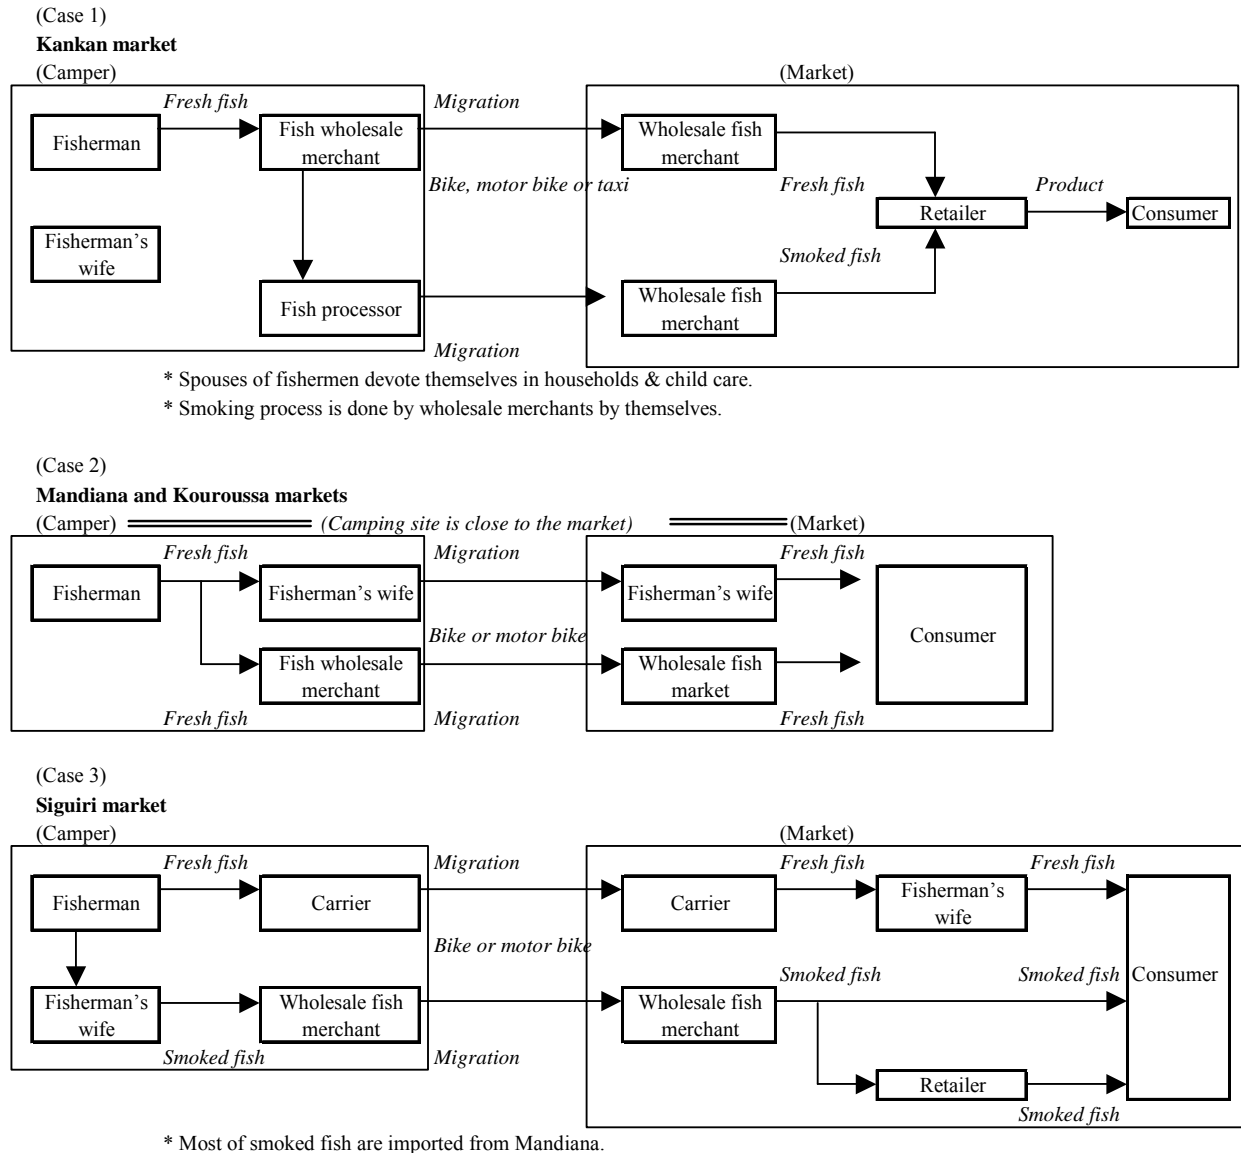 (Case 1)
Kankan market
(Camper)
(Market)
Fresh fish
Migration
Fisherman
Fish wholesale
merchant
Wholesale fish
merchant
Bike, motor bike or taxi
Fresh fish
Product
Retailer
Consumer
Fisherman's
wife
Smoked fish
Fish processor
Wholesale fish
merchant
Migration
* Spouses of fishermen devote themselves in households & child care.
* Smoking process is done by wholesale merchants by themselves.
(Case 2)
Mandiana and Kouroussa markets
(Camper)
(Camping site is close to the market)
(Market)
Fresh fish
Migration
Fresh fish
Fisherman
Fisherman's wife
Fisherman's wife
Consumer
Bike or motor bike
Fish wholesale
merchant
Wholesale fish
market
Fresh fish
Migration
Fresh fish
(Case 3)
Siguiri market
(Camper)
(Market)
Fresh fish
Migration
Fresh fish
Fresh fish
Fisherman
Carrier
Carrier
Fisherman's
wife
Bike or motor bike
Smoked fish
Smoked fish
Consumer
Fisherman's
wife
Wholesale fish
merchant
Wholesale fish
merchant
Smoked fish
Migration
Retailer
Smoked fish
* Most of smoked fish are imported from Mandiana.